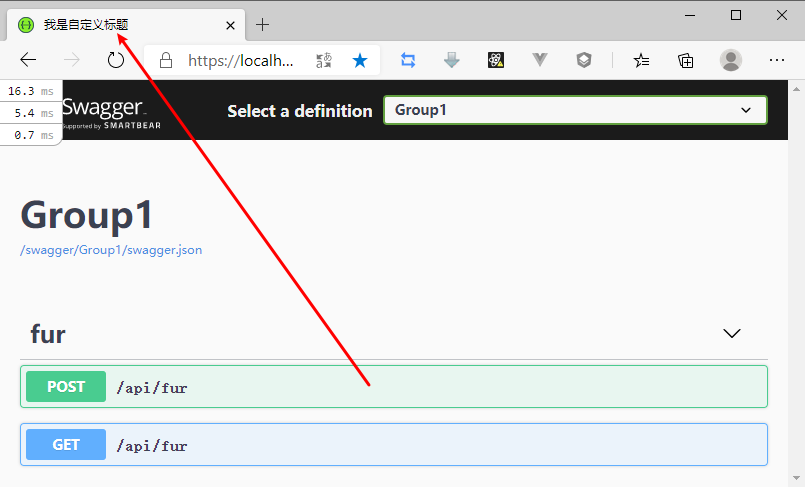 我是自定义标题
https://localh...
16.3 ms
5.4 ms
0.7 ms
Swagger
Supported by SMARTBEAR
Select a definition
Group1
Group1
/swagger/Group1/swagger.json
fur
POST /api/fur
GET /api/fur